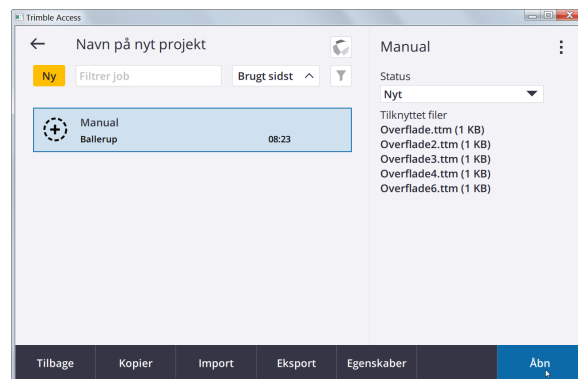 Trimble Access
Navn på nyt projekt
Ny
Filtrer job
Brugt sidst
Manual
Ballerup
08:23
Manual
Status
Nyt
Tilknyttet filer
Overflade.ttm (1 KB)
Overflade2.ttm (1 KB)
Overflade3.ttm (1 KB)
Overflade4.ttm (1 KB)
Overflade6.ttm (1 KB)
Tilbage
Kopier
Import
Eksport
Egenskaber
Åbn